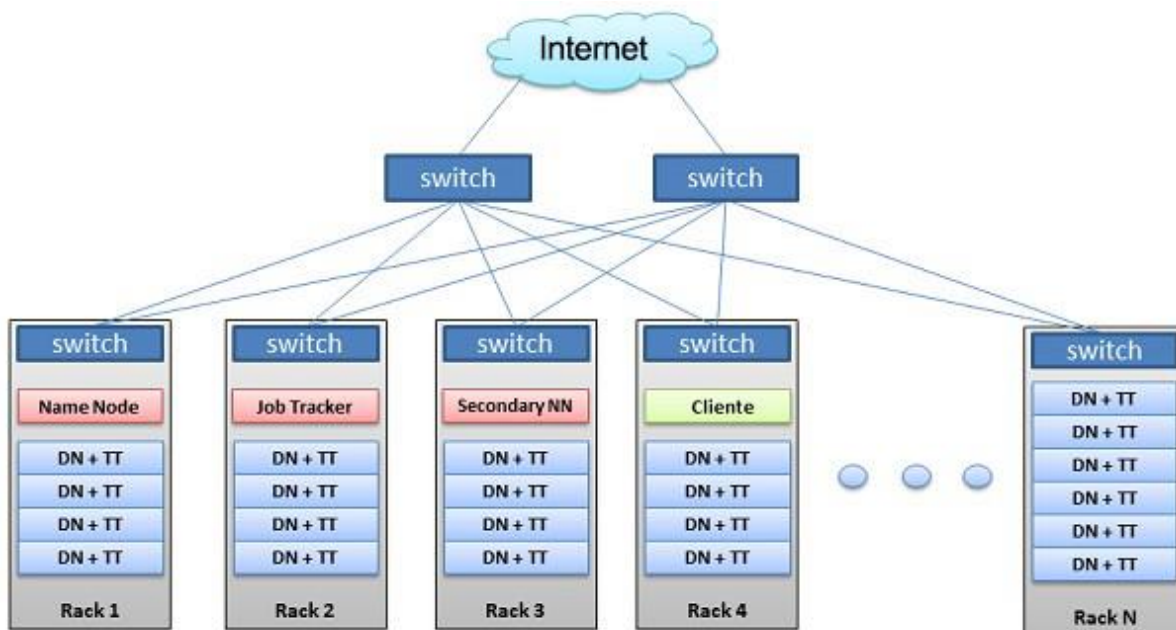 Internet
switch
switch
switch
Name Node
DN + TT
DN + TT
DN + TT
DN + TT
Rack 1
switch
Job Tracker
DN + TT
DN + TT
DN + TT
DN + TT
Rack 2
switch
Secondary NN
DN + TT
DN + TT
DN + TT
DN + TT
Rack 3
switch
Cliente
DN + TT
DN + TT
DN + TT
DN + TT
Rack 4
switch
DN + TT
DN + TT
DN + TT
DN + TT
DN + TT
DN + TT
Rack N